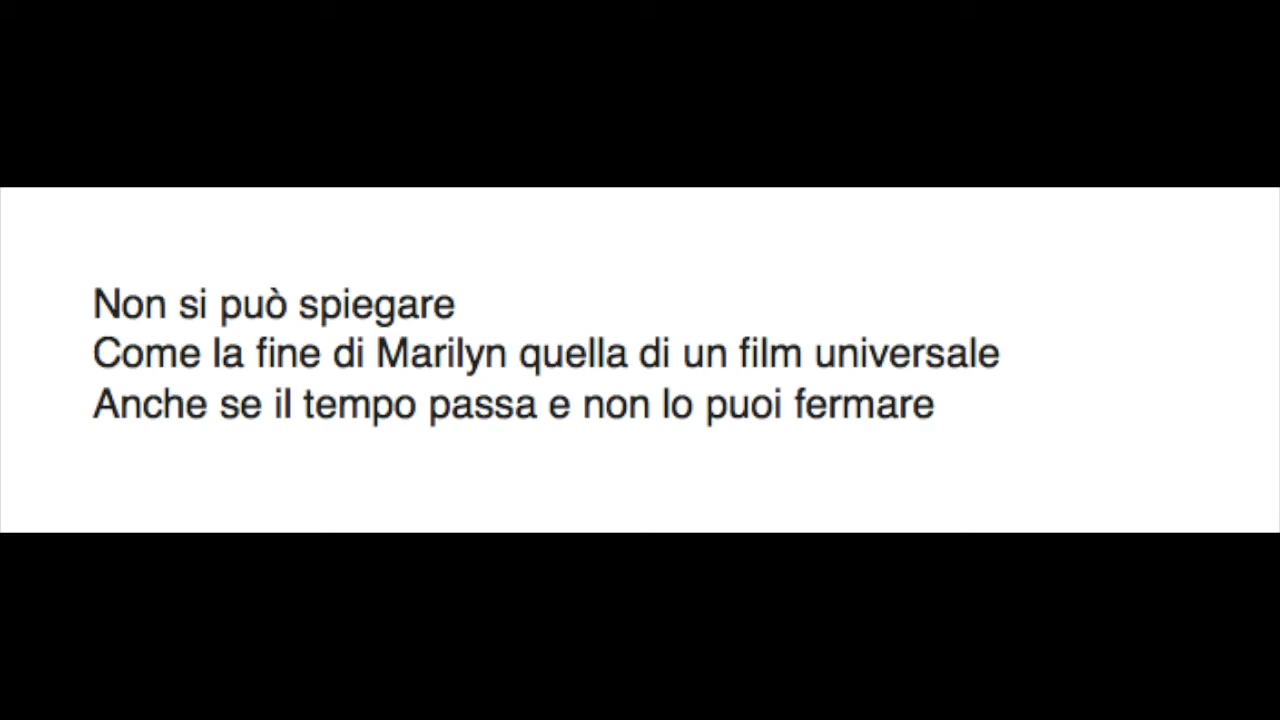 Non si può spiegare
Come la fine di Marilyn quella di un film universale
Anche se il tempo passa e non lo puoi fermare